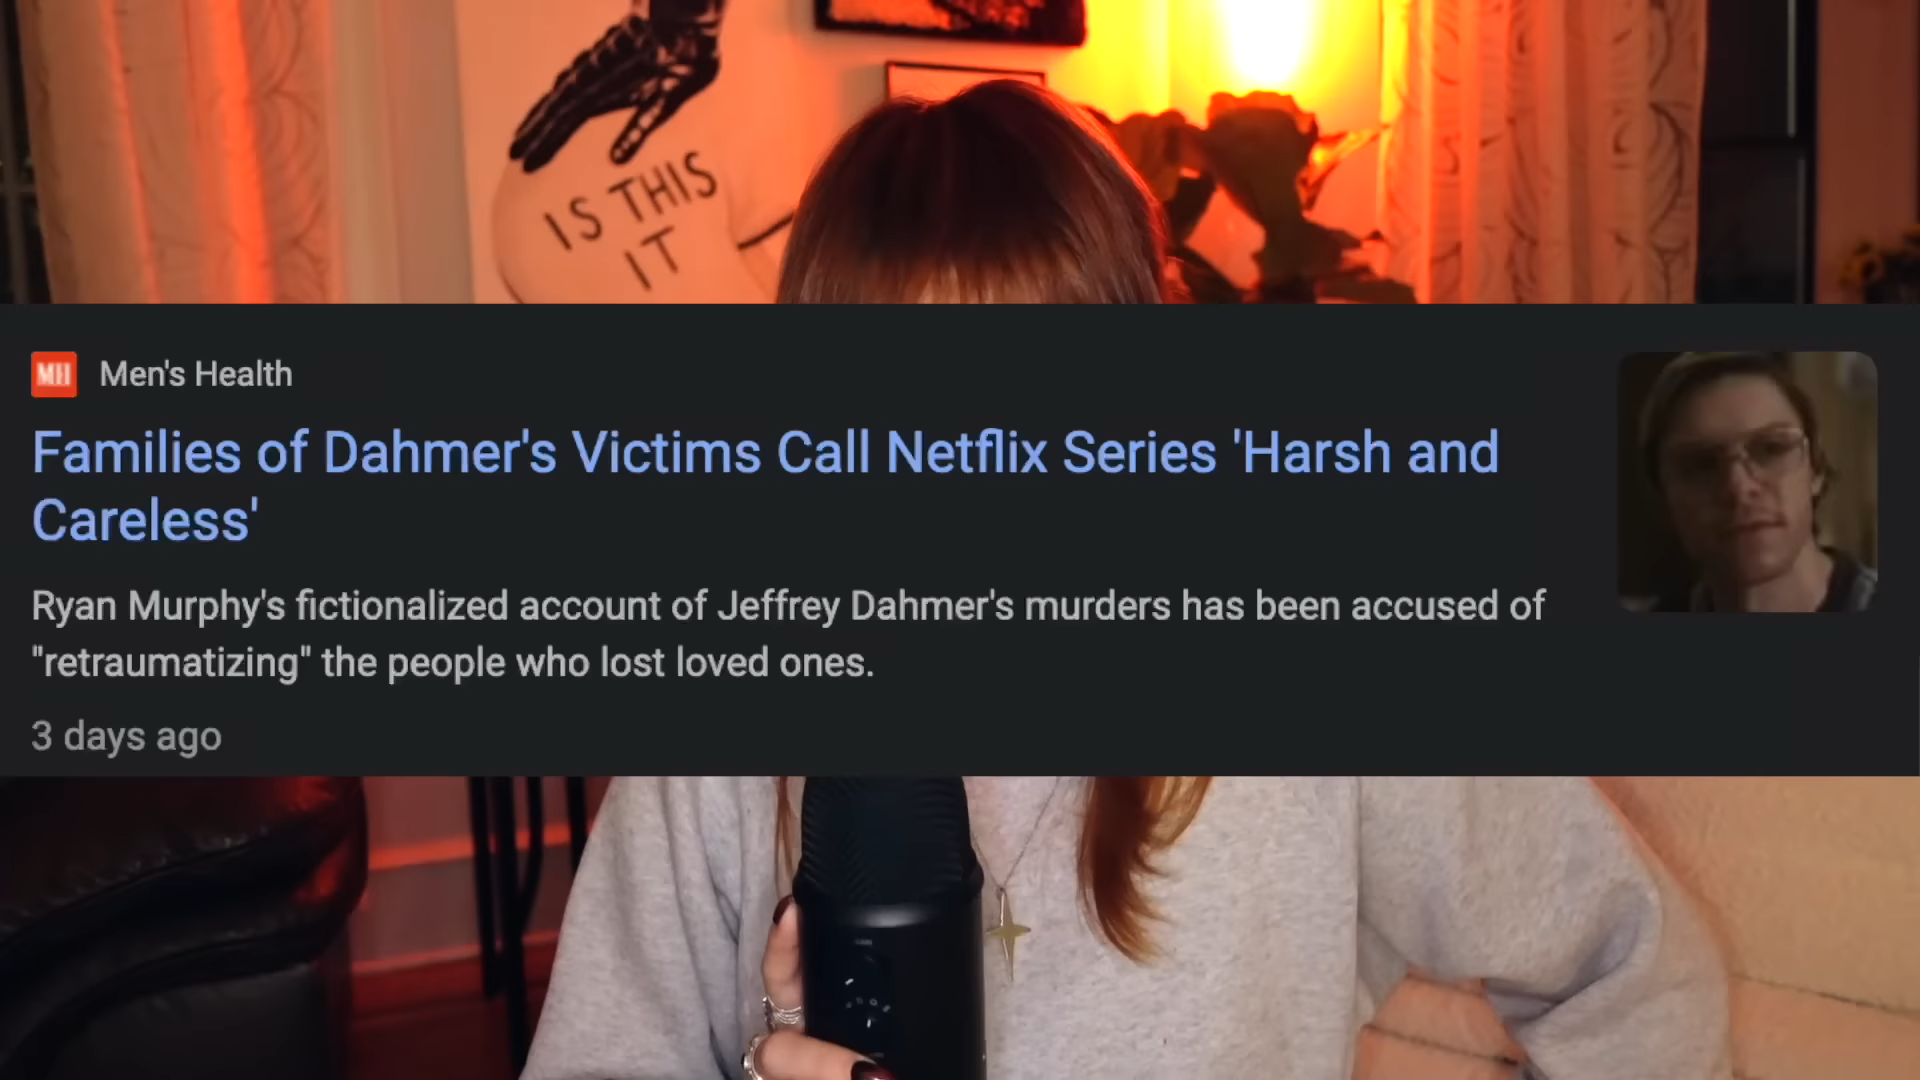 IS THIS
IT
MH
Men's Health
Families of Dahmer's Victims Call Netflix Series 'Harsh and
Careless'
Ryan Murphy's fictionalized account of Jeffrey Dahmer's murders has been accused of
"retraumatizing" the people who lost loved ones.
3 days ago